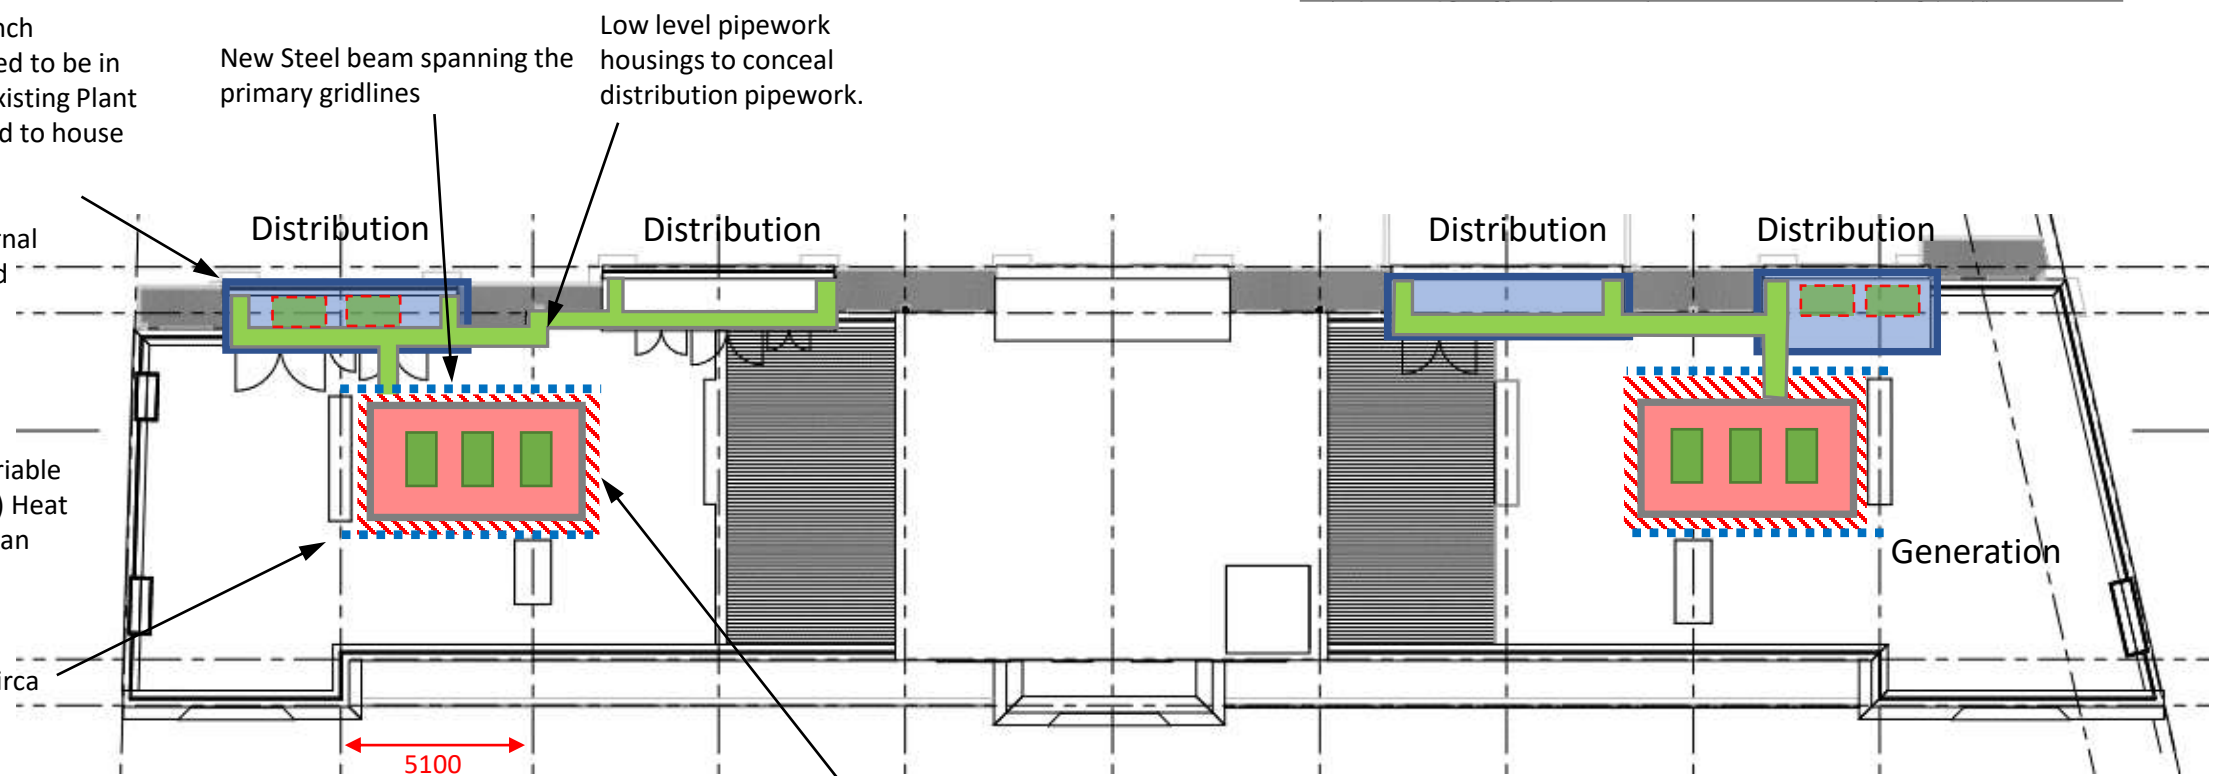 nch
ed to be in
xisting Plant
d to house
New Steel beam spanning the
primary gridlines
Low level pipework
housings to conceal
distribution pipework.
rnal
d
Distribution
Distribution
Distribution
Distribution
riable
) Heat
an
Generation
irca
5100